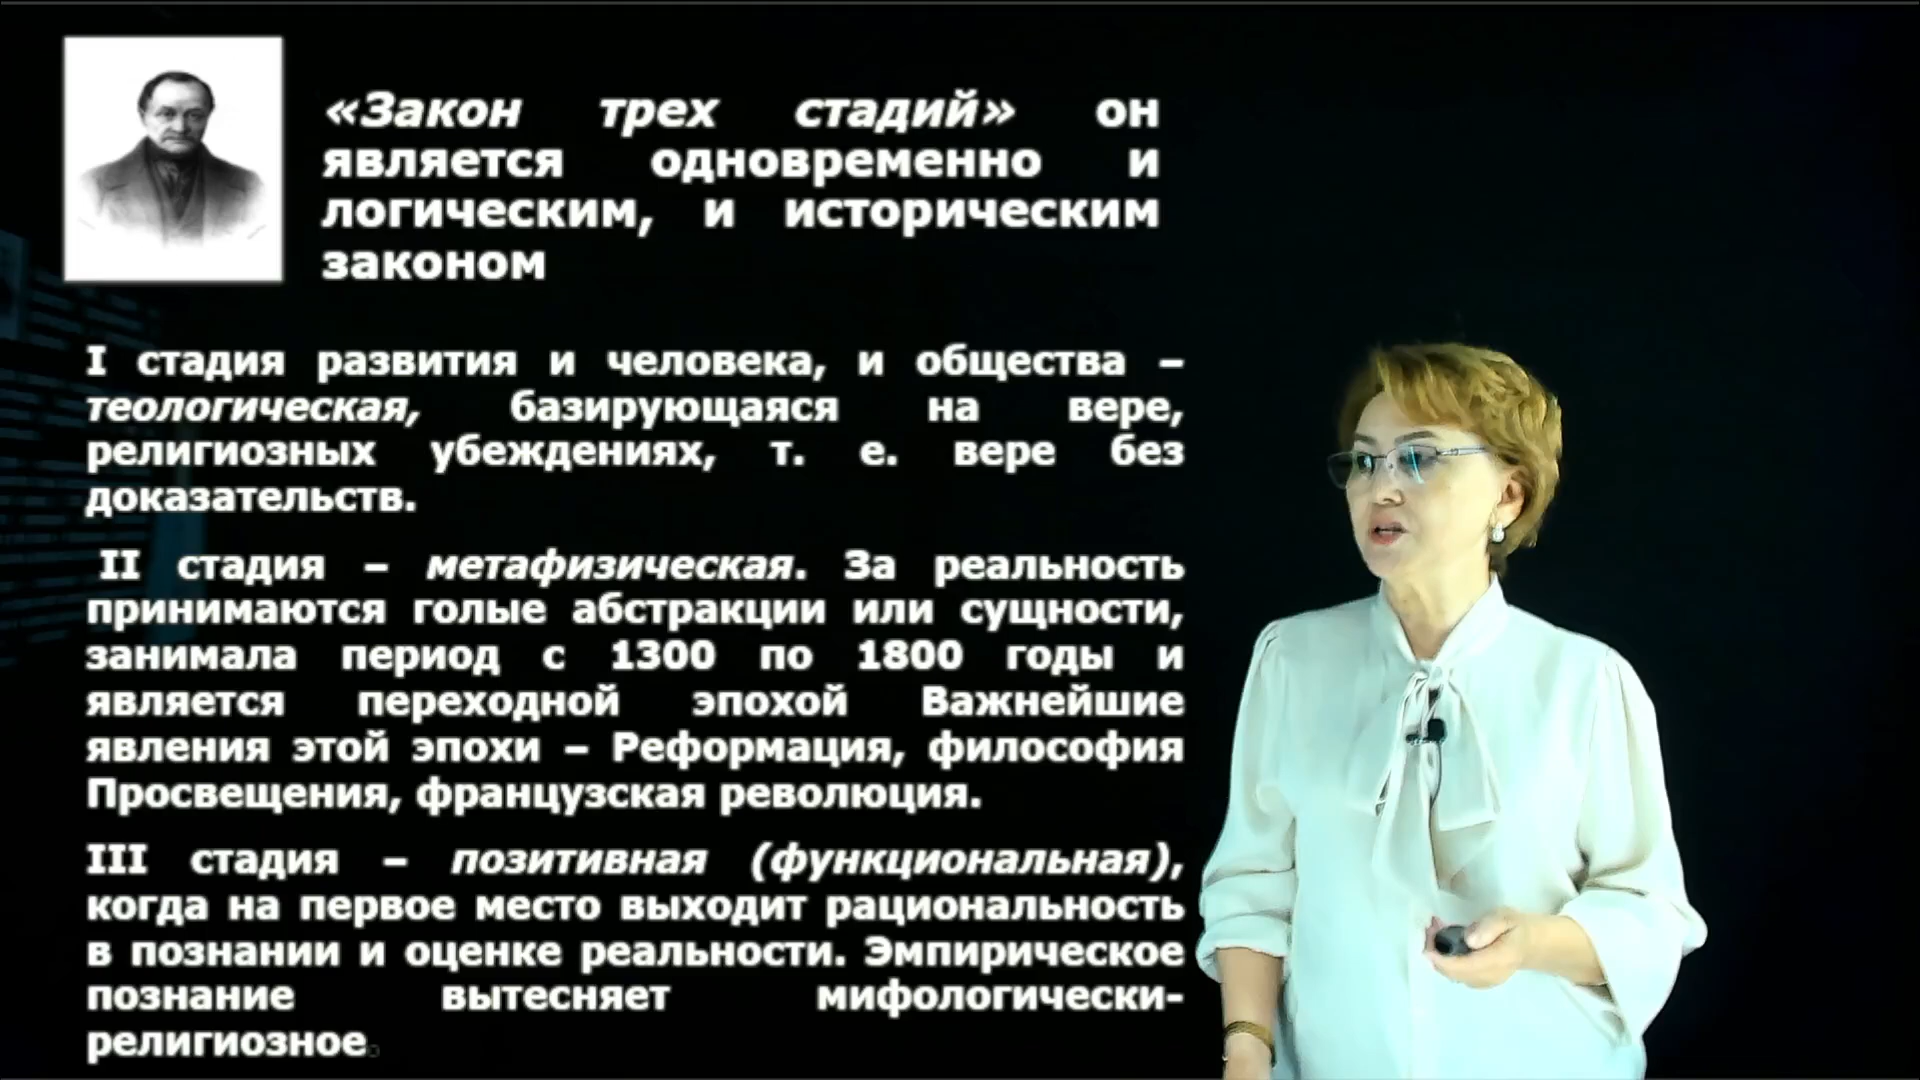 «Закон трех стадий» он
является одновременно и
логическим, и историческим
законом
I стадия развития и человека, и общества –
теологическая, базирующаяся на вере,
религиозных убеждениях, т. е. вере без
доказательств.
II стадия – метафизическая. За реальность
принимаются голые абстракции или сущности,
занимала период с 1300 по 1800 годы и
является переходной эпохой Важнейшие
явления этой эпохи – Реформация, философия
Просвещения, французская революция.
III стадия – позитивная (функциональная),
когда на первое место выходит рациональность
в познании и оценке реальности. Эмпирическое
познание вытесняет мифологически-
религиозное